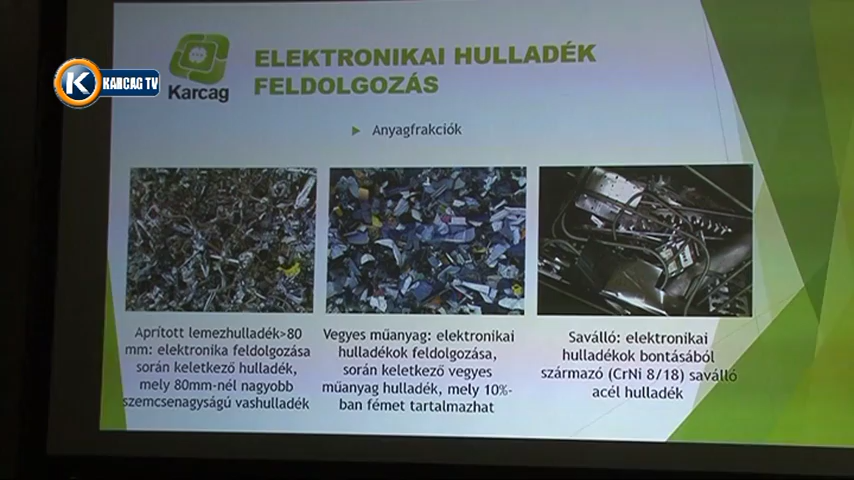 KARCAG TV
Karcag
ELEKTRONIKAI HULLADÉK
FELDOLGOZÁS
Anyagfrakciók
Aprított lemezhulladék>80
mm: elektronika feldolgozása
során keletkező hulladék,
mely 80mm-nél nagyobb
szemcsenagyságú vashulladék
Vegyes műanyag: elektronikai
hulladékok feldolgozása,
során keletkező vegyes
műanyag hulladék, mely 10%-
ban fémet tartalmazhat
Saválló: elektronikai
hulladékok bontásából
származó (CrNi 8/18) saválló
acél hulladék